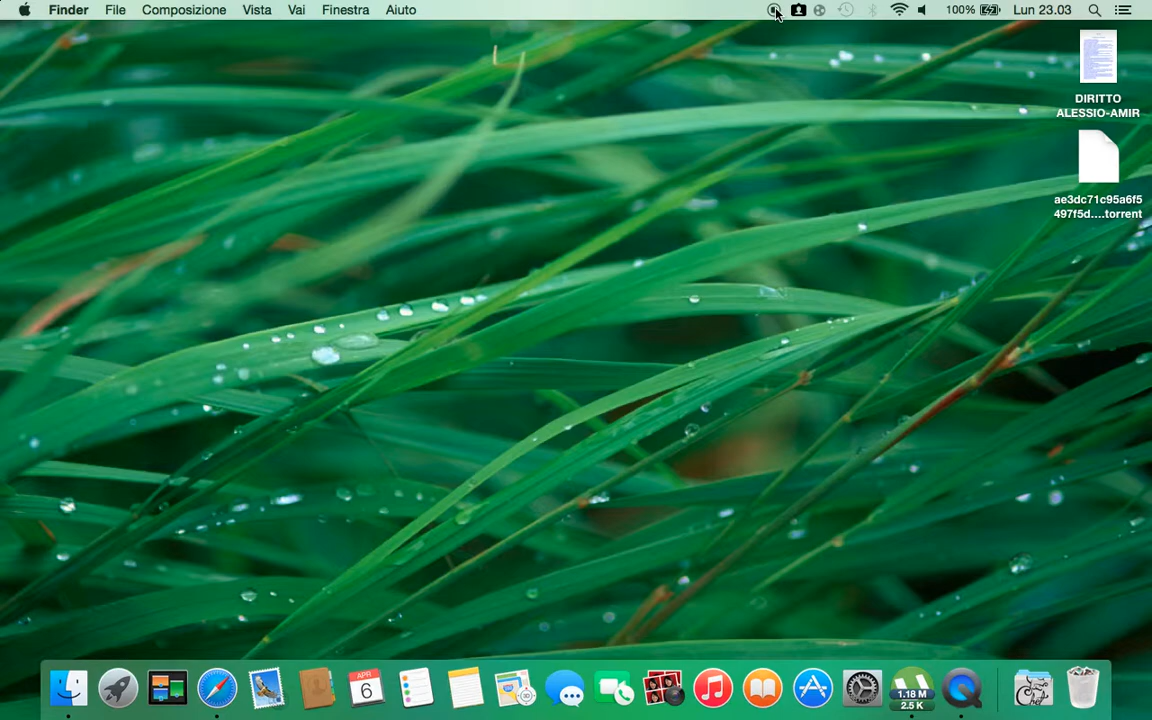 Finder File Composizione Vista Vai Finestra Aiuto 100% Lun 23.03
DIRITTO
ALESSIO-AMIR
ae3dc71c95a6f5
497f5d....torrent
APR
6
1.18 M
2.5 K